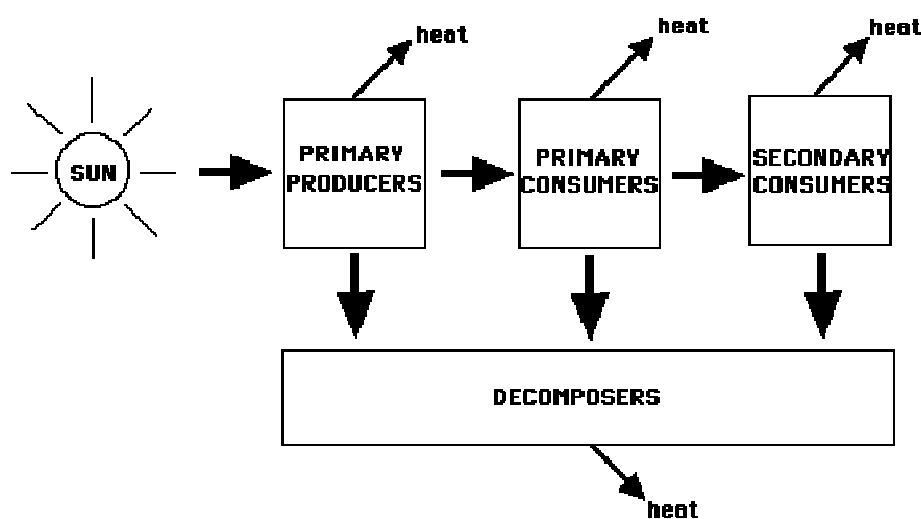 heat
heat
heat
SUN
PRIMARY
PRODUCERS
PRIMARY
CONSUMERS
SECONDARY
CONSUMERS
DECOMPOSERS
heat